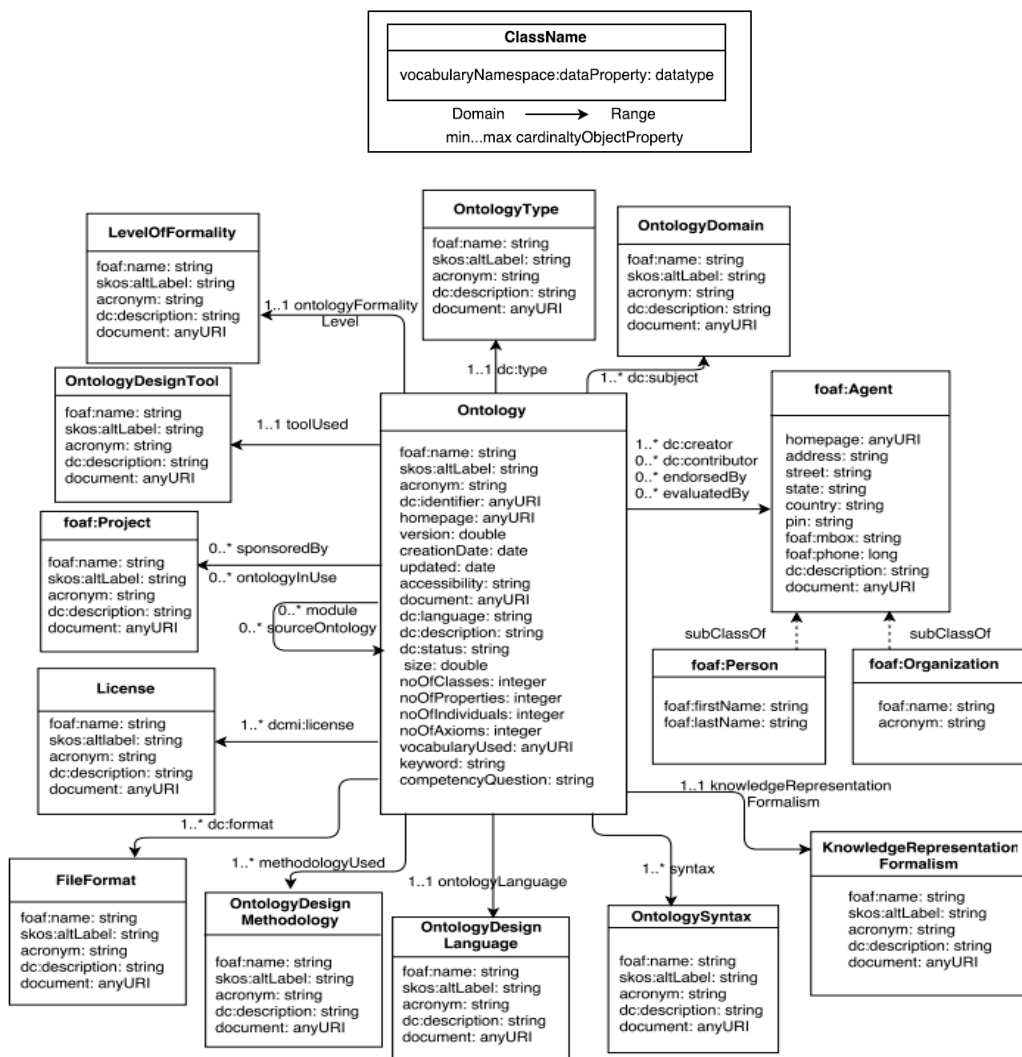 ClassName
vocabularyNamespace:dataProperty: datatype
Domain
Range
min...max cardinaltyObjectProperty
LevelOfFormality
foaf:name: string
skos:altLabel: string
acronym: string
dc:description: string
document: anyURI
OntologyType
foaf:name: string
skos:altLabel: string
acronym: string
dc:description: string
document: anyURI
OntologyDomain
foaf:name: string
skos:altLabel: string
acronym: string
dc:description: string
document: anyURI
1..1 ontologyFormality
Level
1..1 dc:type
1..* dc:subject
OntologyDesignTool
foaf:name: string
skos:altLabel: string
acronym: string
dc:description: string
document: anyURI
1..1 toolUsed
Ontology
foaf:name: string
skos:altLabel: string
acronym: string
dc:identifier: anyURI
homepage: anyURI
version: double
creationDate: date
updated: date
accessibility: string
document: anyURI
dc:language: string
dc:description: string
dc:status: string
size: double
noOfClasses: integer
noOfProperties: integer
noOfIndividuals: integer
noOfAxioms: integer
vocabularyUsed: anyURI
keyword: string
competencyQuestion: string
1..* dc:creator
0..* dc:contributor
0..* endorsedBy
0..* evaluatedBy
foaf:Agent
homepage: anyURI
address: string
street: string
state: string
country: string
pin: string
foaf:mbox: string
foaf:phone: long
dc:description: string
document: anyURI
foaf:Project
foaf:name: string
skos:altLabel: string
acronym: string
dc:description: string
document: anyURI
0..* sponsoredBy
0..* ontologyInUse
0..* module
0..* sourceOntology
subClassOf
subClassOf
foaf:Person
foaf:firstName: string
foaf:lastName: string
foaf:Organization
foaf:name: string
acronym: string
License
foaf:name: string
skos:altlabel: string
acronym: string
dc:description: string
document: anyURI
1..* dcmi:license
1..* dc:format
1..* methodologyUsed
1..1 ontologyLanguage
1..* syntax
1..1 knowledgeRepresentation
Formalism
FileFormat
foaf:name: string
skos:altLabel: string
acronym: string
dc:description: string
document: anyURI
OntologyDesign
Methodology
foaf:name: string
skos:altLabel: string
acronym: string
dc:description: string
document: anyURI
OntologyDesign
Language
foaf:name: string
skos:altLabel: string
acronym: string
dc:description: string
document: anyURI
OntologySyntax
foaf:name: string
skos:altLabel: string
acronym: string
dc:description: string
document: anyURI
KnowledgeRepresentation
Formalism
foaf:name: string
skos:altLabel: string
acronym: string
dc:description: string
document: anyURI